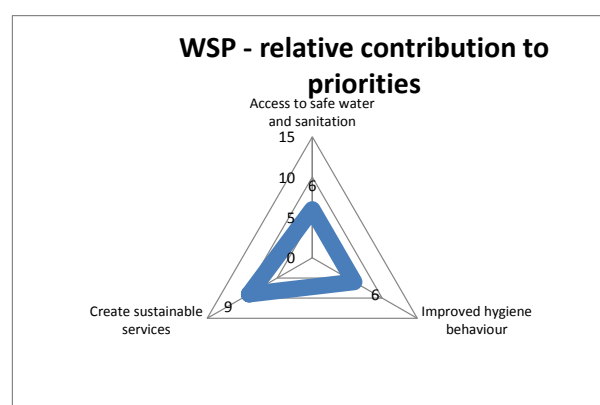 WSP - relative contribution to
priorities
Access to safe water
and sanitation
15
10
6
5
0
9
6
Create sustainable
services
Improved hygiene
behaviour